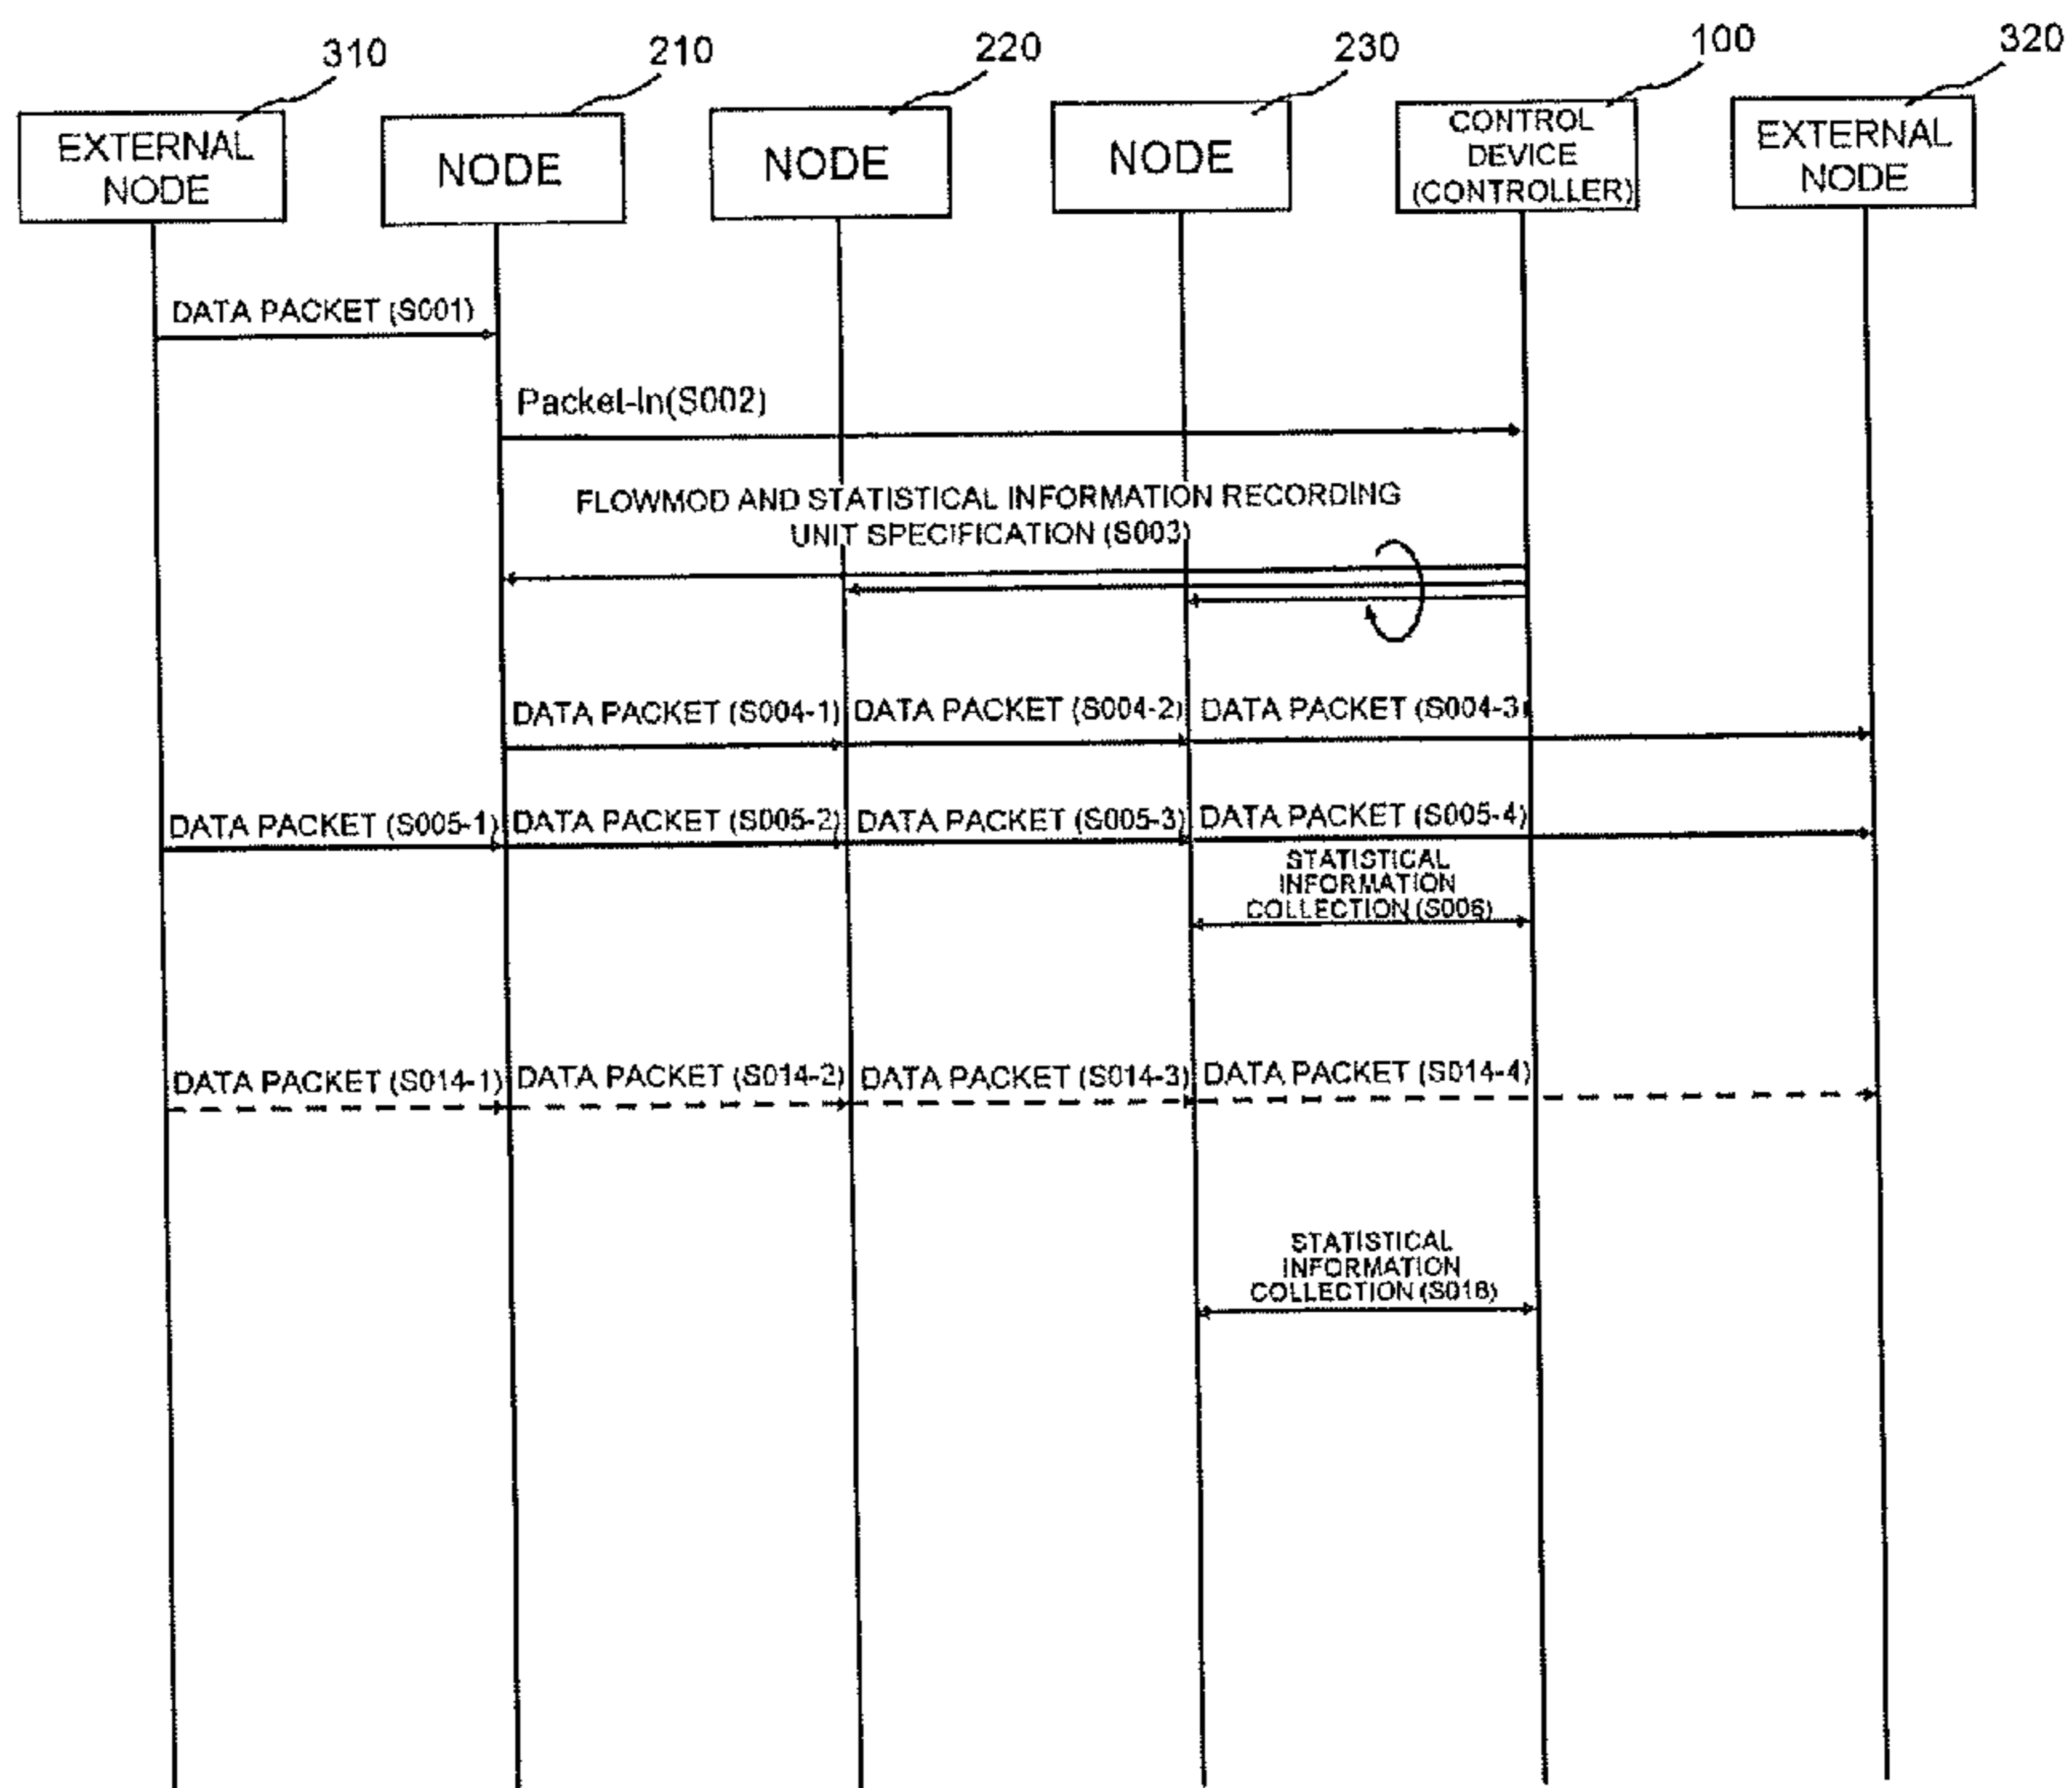 310
210
220
230
100
320
EXTERNAL
NODE
NODE
NODE
NODE
CONTROL
DEVICE
(CONTROLLER)
EXTERNAL
NODE
DATA PACKET (S001)
Packet-In(S002)
FLOWMOD AND STATISTICAL INFORMATION RECORDING
UNIT SPECIFICATION (S003)
DATA PACKET (S004-1) DATA PACKET (S004-2) DATA PACKET (S004-3)
DATA PACKET (S005-1) DATA PACKET (S005-2) DATA PACKET (S005-3) DATA PACKET (S005-4)
STATISTICAL
INFORMATION
COLLECTION (S006)
DATA PACKET (S014-1) DATA PACKET (S014-2) DATA PACKET (S014-3) DATA PACKET (S014-4)
STATISTICAL
INFORMATION
COLLECTION (S016)